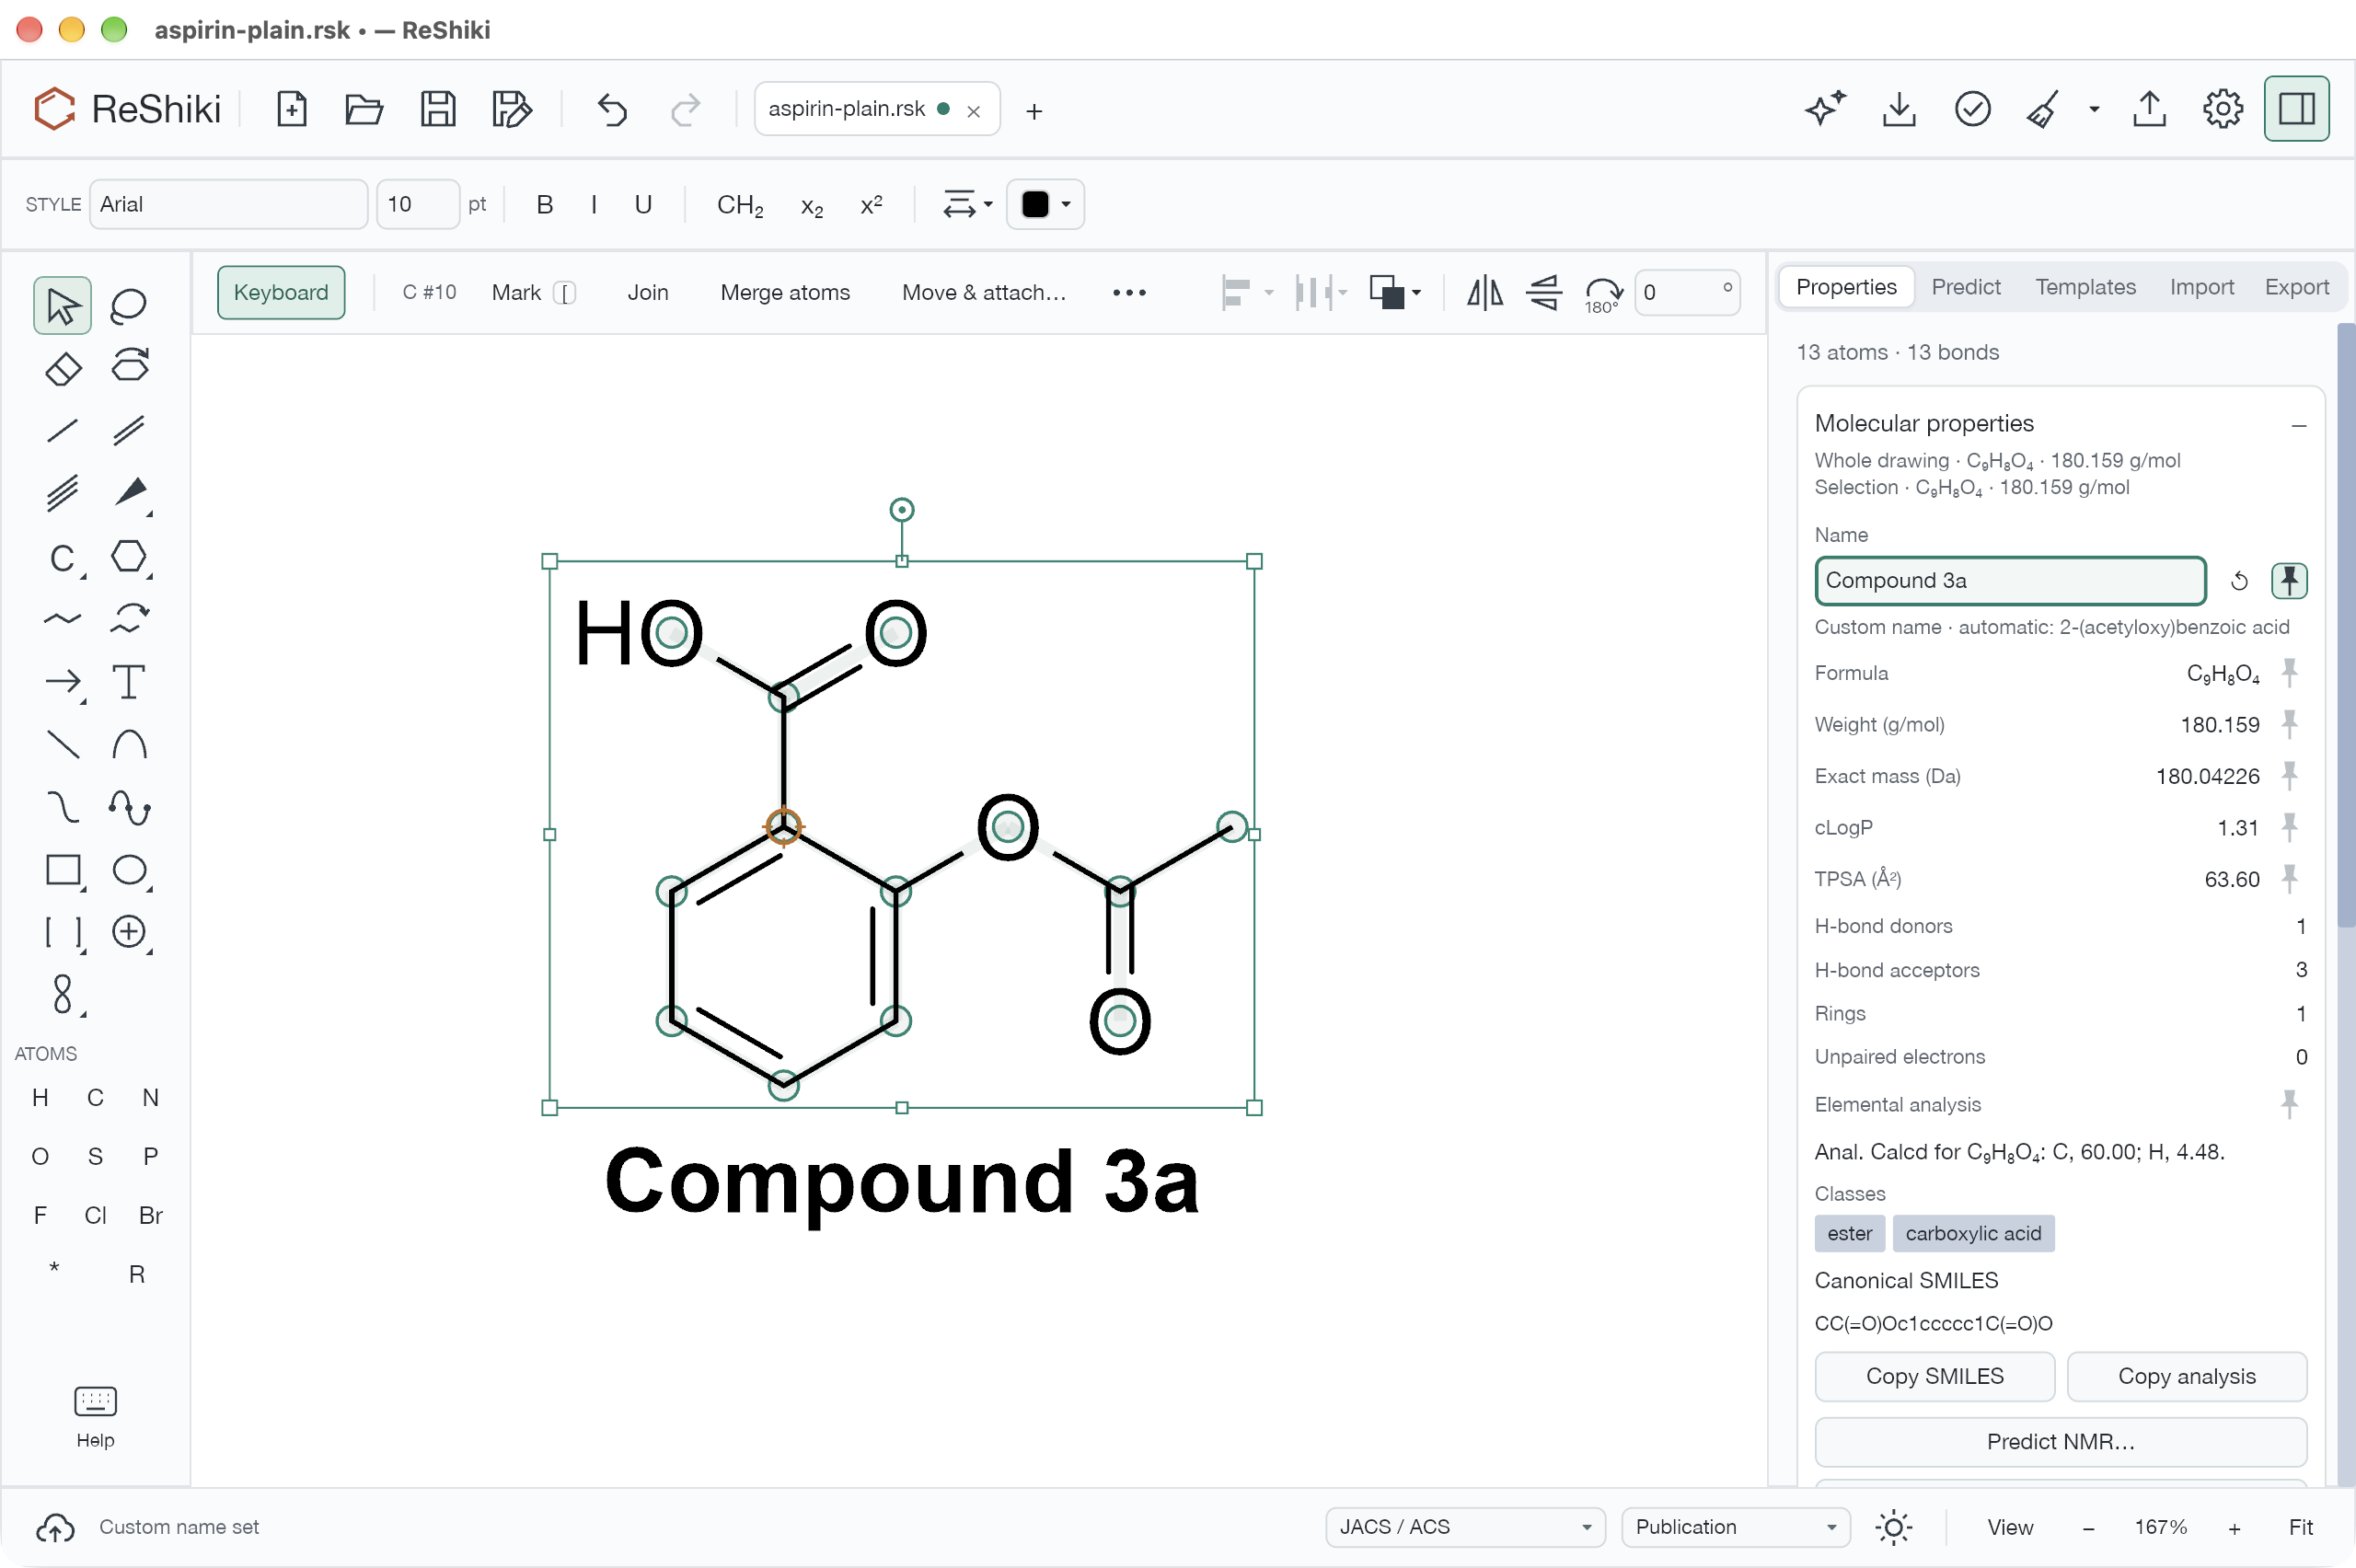 aspirin-plain.rsk • — ReShiki
ReShiki
aspirin-plain.rsk ● × +
STYLE Arial 10 pt B I U CH₂ x₂ x²
Keyboard C #10 Mark [ Join Merge atoms Move & attach... ••• 180° 0 °
Properties Predict Templates Import Export
13 atoms · 13 bonds
Molecular properties –
Whole drawing · C₉H₈O₄ · 180.159 g/mol
Selection · C₉H₈O₄ · 180.159 g/mol
Name
Compound 3a
Custom name · automatic: 2-(acetyloxy)benzoic acid
Formula C₉H₈O₄
Weight (g/mol) 180.159
Exact mass (Da) 180.04226
cLogP 1.31
TPSA (Å²) 63.60
H-bond donors 1
H-bond acceptors 3
Rings 1
Unpaired electrons 0
Elemental analysis
Anal. Calcd for C₉H₈O₄: C, 60.00; H, 4.48.
Classes
ester carboxylic acid
Canonical SMILES
CC(=O)Oc1ccccc1C(=O)O
Copy SMILES Copy analysis
Predict NMR...
C
T
[ ]
ATOMS
H C N
O S P
F Cl Br
* R
Help
HO O
O
O
Compound 3a
Custom name set
JACS / ACS Publication View – 167% + Fit